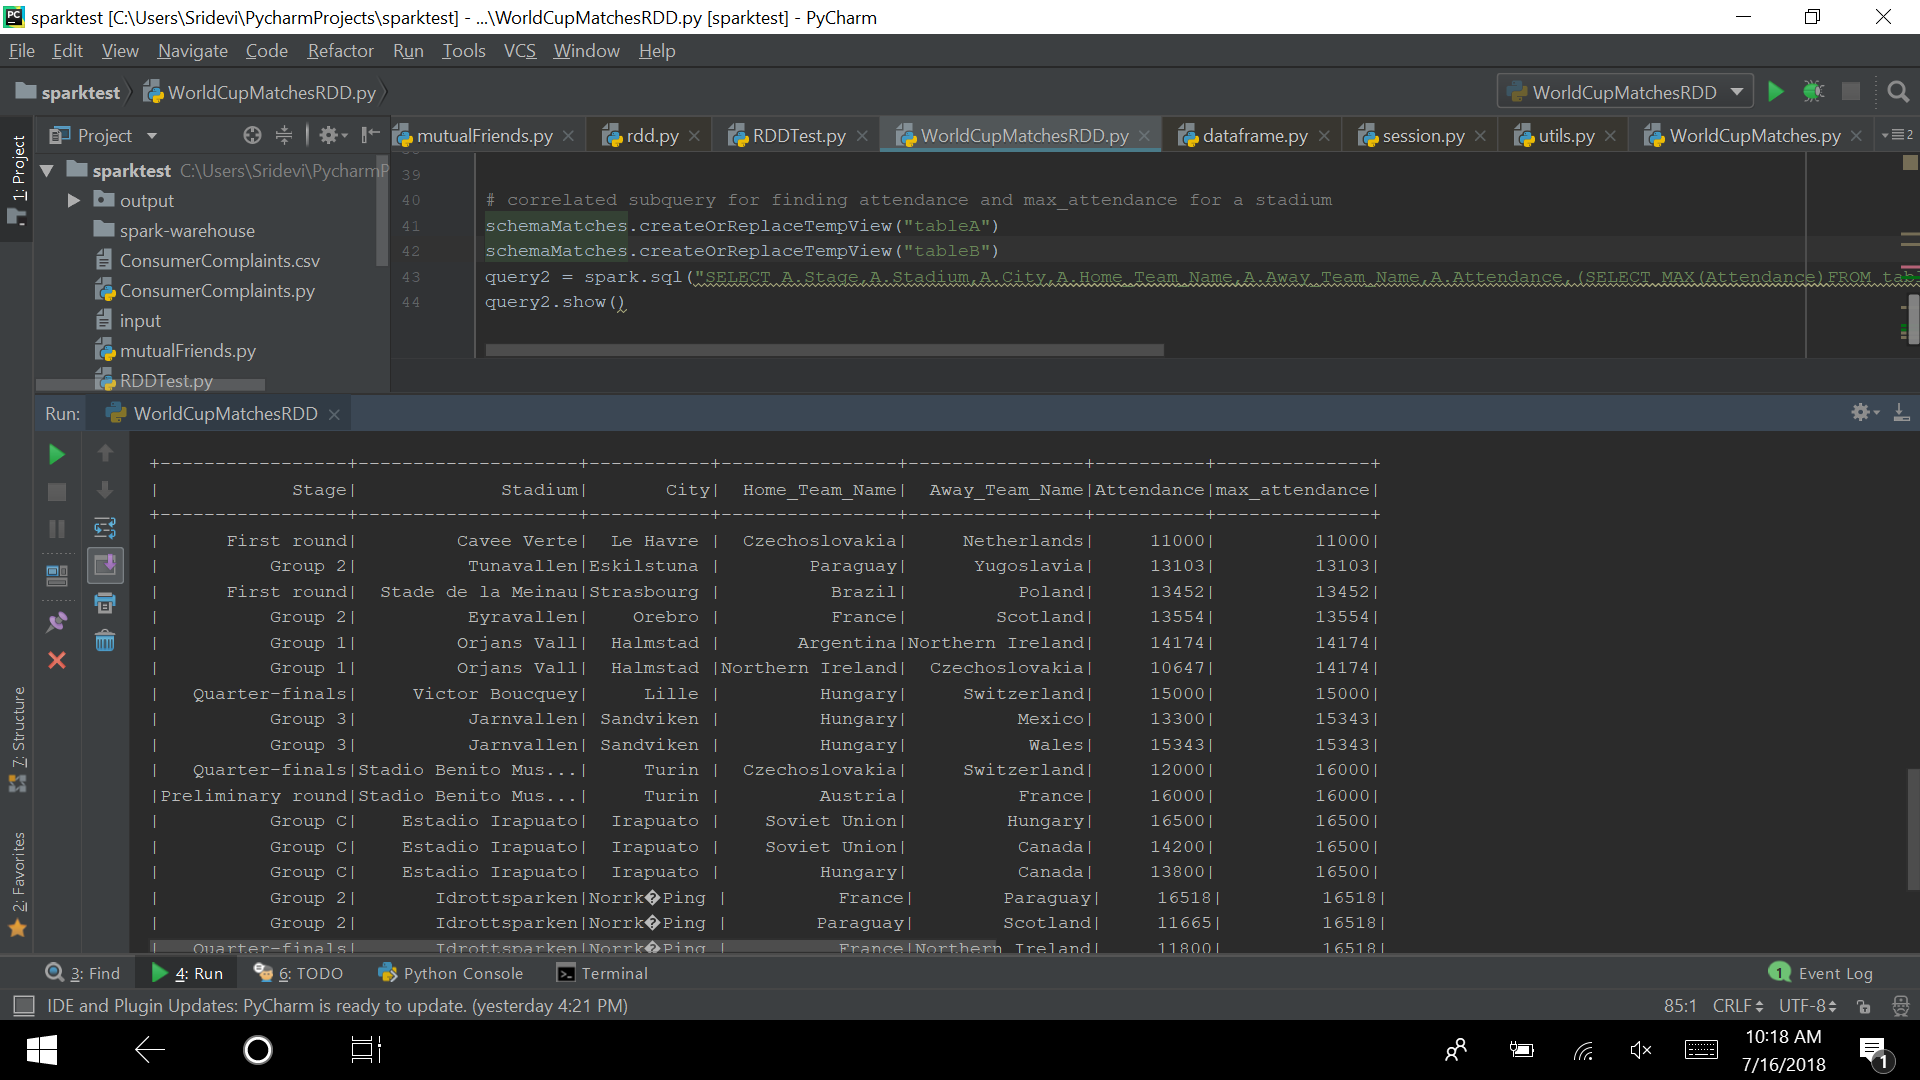 sparktest [C:\Users\Sridevi\PycharmProjects\sparktest] - ...\WorldCupMatchesRDD.py [sparktest] - PyCharm
File Edit View Navigate Code Refactor Run Tools VCS Window Help
sparktest WorldCupMatchesRDD.py WorldCupMatchesRDD
1: Project
Project
mutualFriends.py rdd.py RDDTest.py WorldCupMatchesRDD.py dataframe.py session.py utils.py WorldCupMatches.py 2
sparktest C:\Users\Sridevi\PycharmP
output
spark-warehouse
ConsumerComplaints.csv
ConsumerComplaints.py
input
mutualFriends.py
RDDTest.py
39
40 # correlated subquery for finding attendance and max_attendance for a stadium
41 schemaMatches.createOrReplaceTempView("tableA")
42 schemaMatches.createOrReplaceTempView("tableB")
43 query2 = spark.sql("SELECT A.Stage,A.Stadium,A.City,A.Home_Team_Name,A.Away_Team_Name,A.Attendance,(SELECT MAX(Attendance)FROM tab
44 query2.show()
Run: WorldCupMatchesRDD
+-----------------+--------------------+-----------+----------------+----------------+----------+--------------+
|            Stage|             Stadium|       City|  Home_Team_Name|  Away_Team_Name|Attendance|max_attendance|
+-----------------+--------------------+-----------+----------------+----------------+----------+--------------+
|      First round|         Cavee Verte|  Le Havre |  Czechoslovakia|     Netherlands|     11000|         11000|
|          Group 2|          Tunavallen|Eskilstuna |        Paraguay|      Yugoslavia|     13103|         13103|
|      First round|  Stade de la Meinau|Strasbourg |          Brazil|          Poland|     13452|         13452|
|          Group 2|          Eyravallen|    Orebro |          France|        Scotland|     13554|         13554|
|          Group 1|         Orjans Vall|  Halmstad |       Argentina|Northern Ireland|     14174|         14174|
|          Group 1|         Orjans Vall|  Halmstad |Northern Ireland|  Czechoslovakia|     10647|         14174|
|   Quarter-finals|     Victor Boucquey|     Lille |         Hungary|     Switzerland|     15000|         15000|
|          Group 3|          Jarnvallen| Sandviken |         Hungary|          Mexico|     13300|         15343|
|          Group 3|          Jarnvallen| Sandviken |         Hungary|           Wales|     15343|         15343|
|   Quarter-finals|Stadio Benito Mus...|     Turin |  Czechoslovakia|     Switzerland|     12000|         16000|
|Preliminary round|Stadio Benito Mus...|     Turin |         Austria|          France|     16000|         16000|
|          Group C|    Estadio Irapuato|  Irapuato |    Soviet Union|         Hungary|     16500|         16500|
|          Group C|    Estadio Irapuato|  Irapuato |    Soviet Union|          Canada|     14200|         16500|
|          Group C|    Estadio Irapuato|  Irapuato |         Hungary|          Canada|     13800|         16500|
|          Group 2|       Idrottsparken|Norrk�Ping |          France|        Paraguay|     16518|         16518|
|          Group 2|       Idrottsparken|Norrk�Ping |        Paraguay|        Scotland|     11665|         16518|
|   Quarter-finals|       Idrottsparken|Norrk�Ping |          France|Northern Ireland|     11800|         16518|
7: Structure
2: Favorites
3: Find 4: Run 6: TODO Python Console Terminal 1 Event Log
IDE and Plugin Updates: PyCharm is ready to update. (yesterday 4:21 PM) 85:1 CRLF UTF-8
10:18 AM
7/16/2018
1